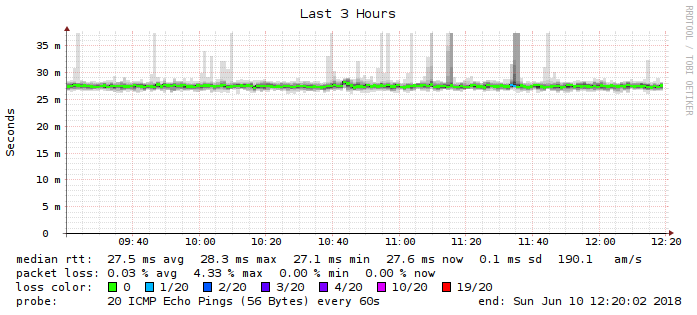 Last 3 Hours
RRDTOOL / TOBI OETIKER
Seconds
35 m
30 m
25 m
20 m
15 m
10 m
5 m
0
09:40 10:00 10:20 10:40 11:00 11:20 11:40 12:00 12:20
median rtt: 27.5 ms avg 28.3 ms max 27.1 ms min 27.6 ms now 0.1 ms sd 190.1 am/s
packet loss: 0.03 % avg 4.33 % max 0.00 % min 0.00 % now
loss color: 0 1/20 2/20 3/20 4/20 10/20 19/20
probe: 20 ICMP Echo Pings (56 Bytes) every 60s end: Sun Jun 10 12:20:02 2018